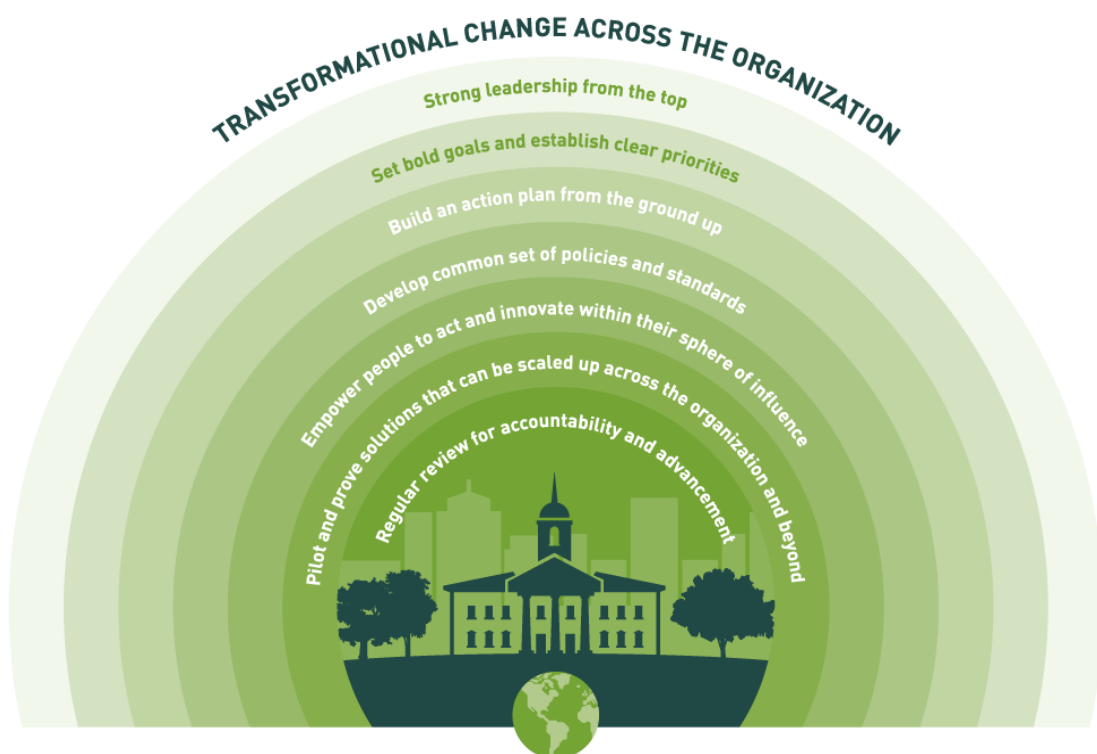 TRANSFORMATIONAL CHANGE ACROSS THE ORGANIZATION
Strong leadership from the top
Set bold goals and establish clear priorities
Build an action plan from the ground up
Develop common set of policies and standards
Empower people to act and innovate within their sphere of influence
Pilot and prove solutions that can be scaled up across the organization and beyond
Regular review for accountability and advancement